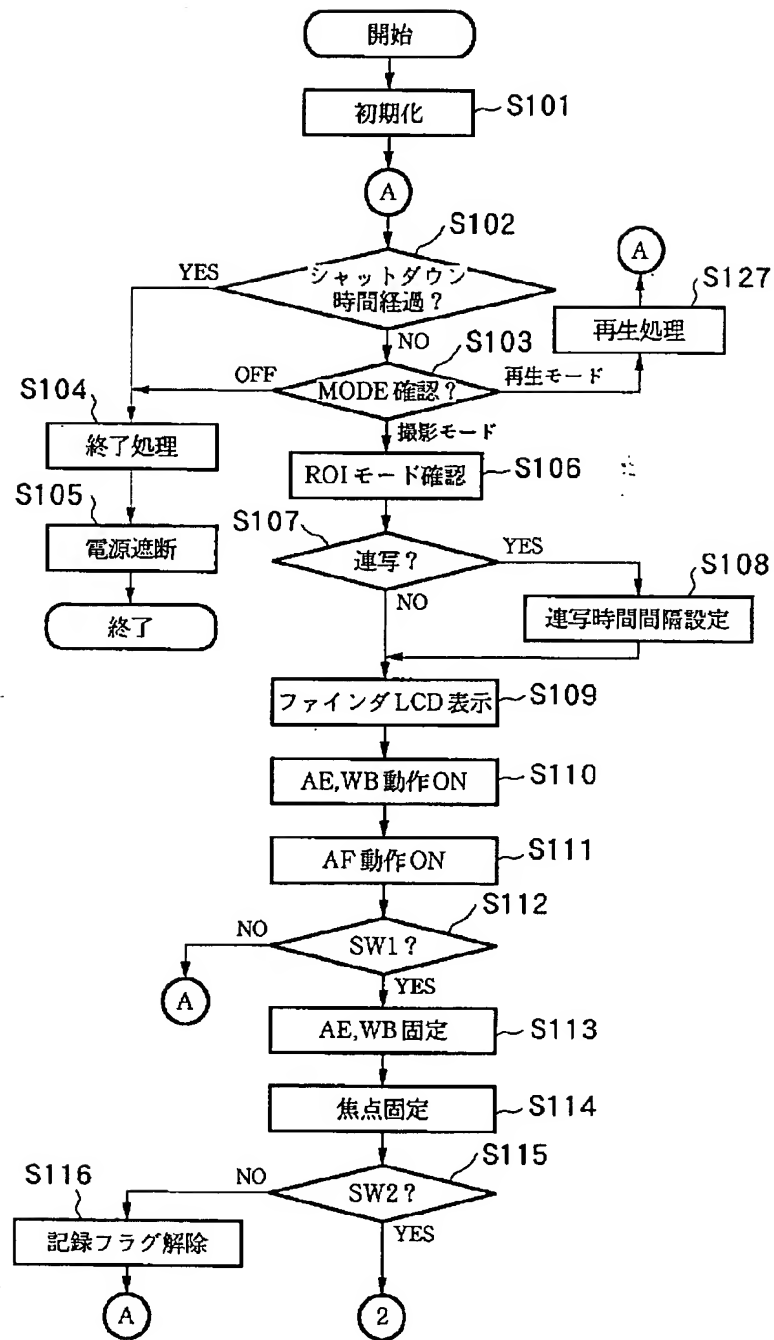 開始
初期化
S101
A
S102
シャットダウン
時間経過？
YES
NO
A
S127
再生処理
S103
MODE確認？
OFF
再生モード
撮影モード
S104
終了処理
S105
電源遮断
終了
ROIモード確認
S106
S107
連写？
YES
NO
S108
連写時間間隔設定
ファインダLCD表示
S109
AE,WB動作ON
S110
AF動作ON
S111
S112
SW1？
NO
A
YES
AE,WB固定
S113
焦点固定
S114
S115
SW2？
NO
YES
S116
記録フラグ解除
A
2